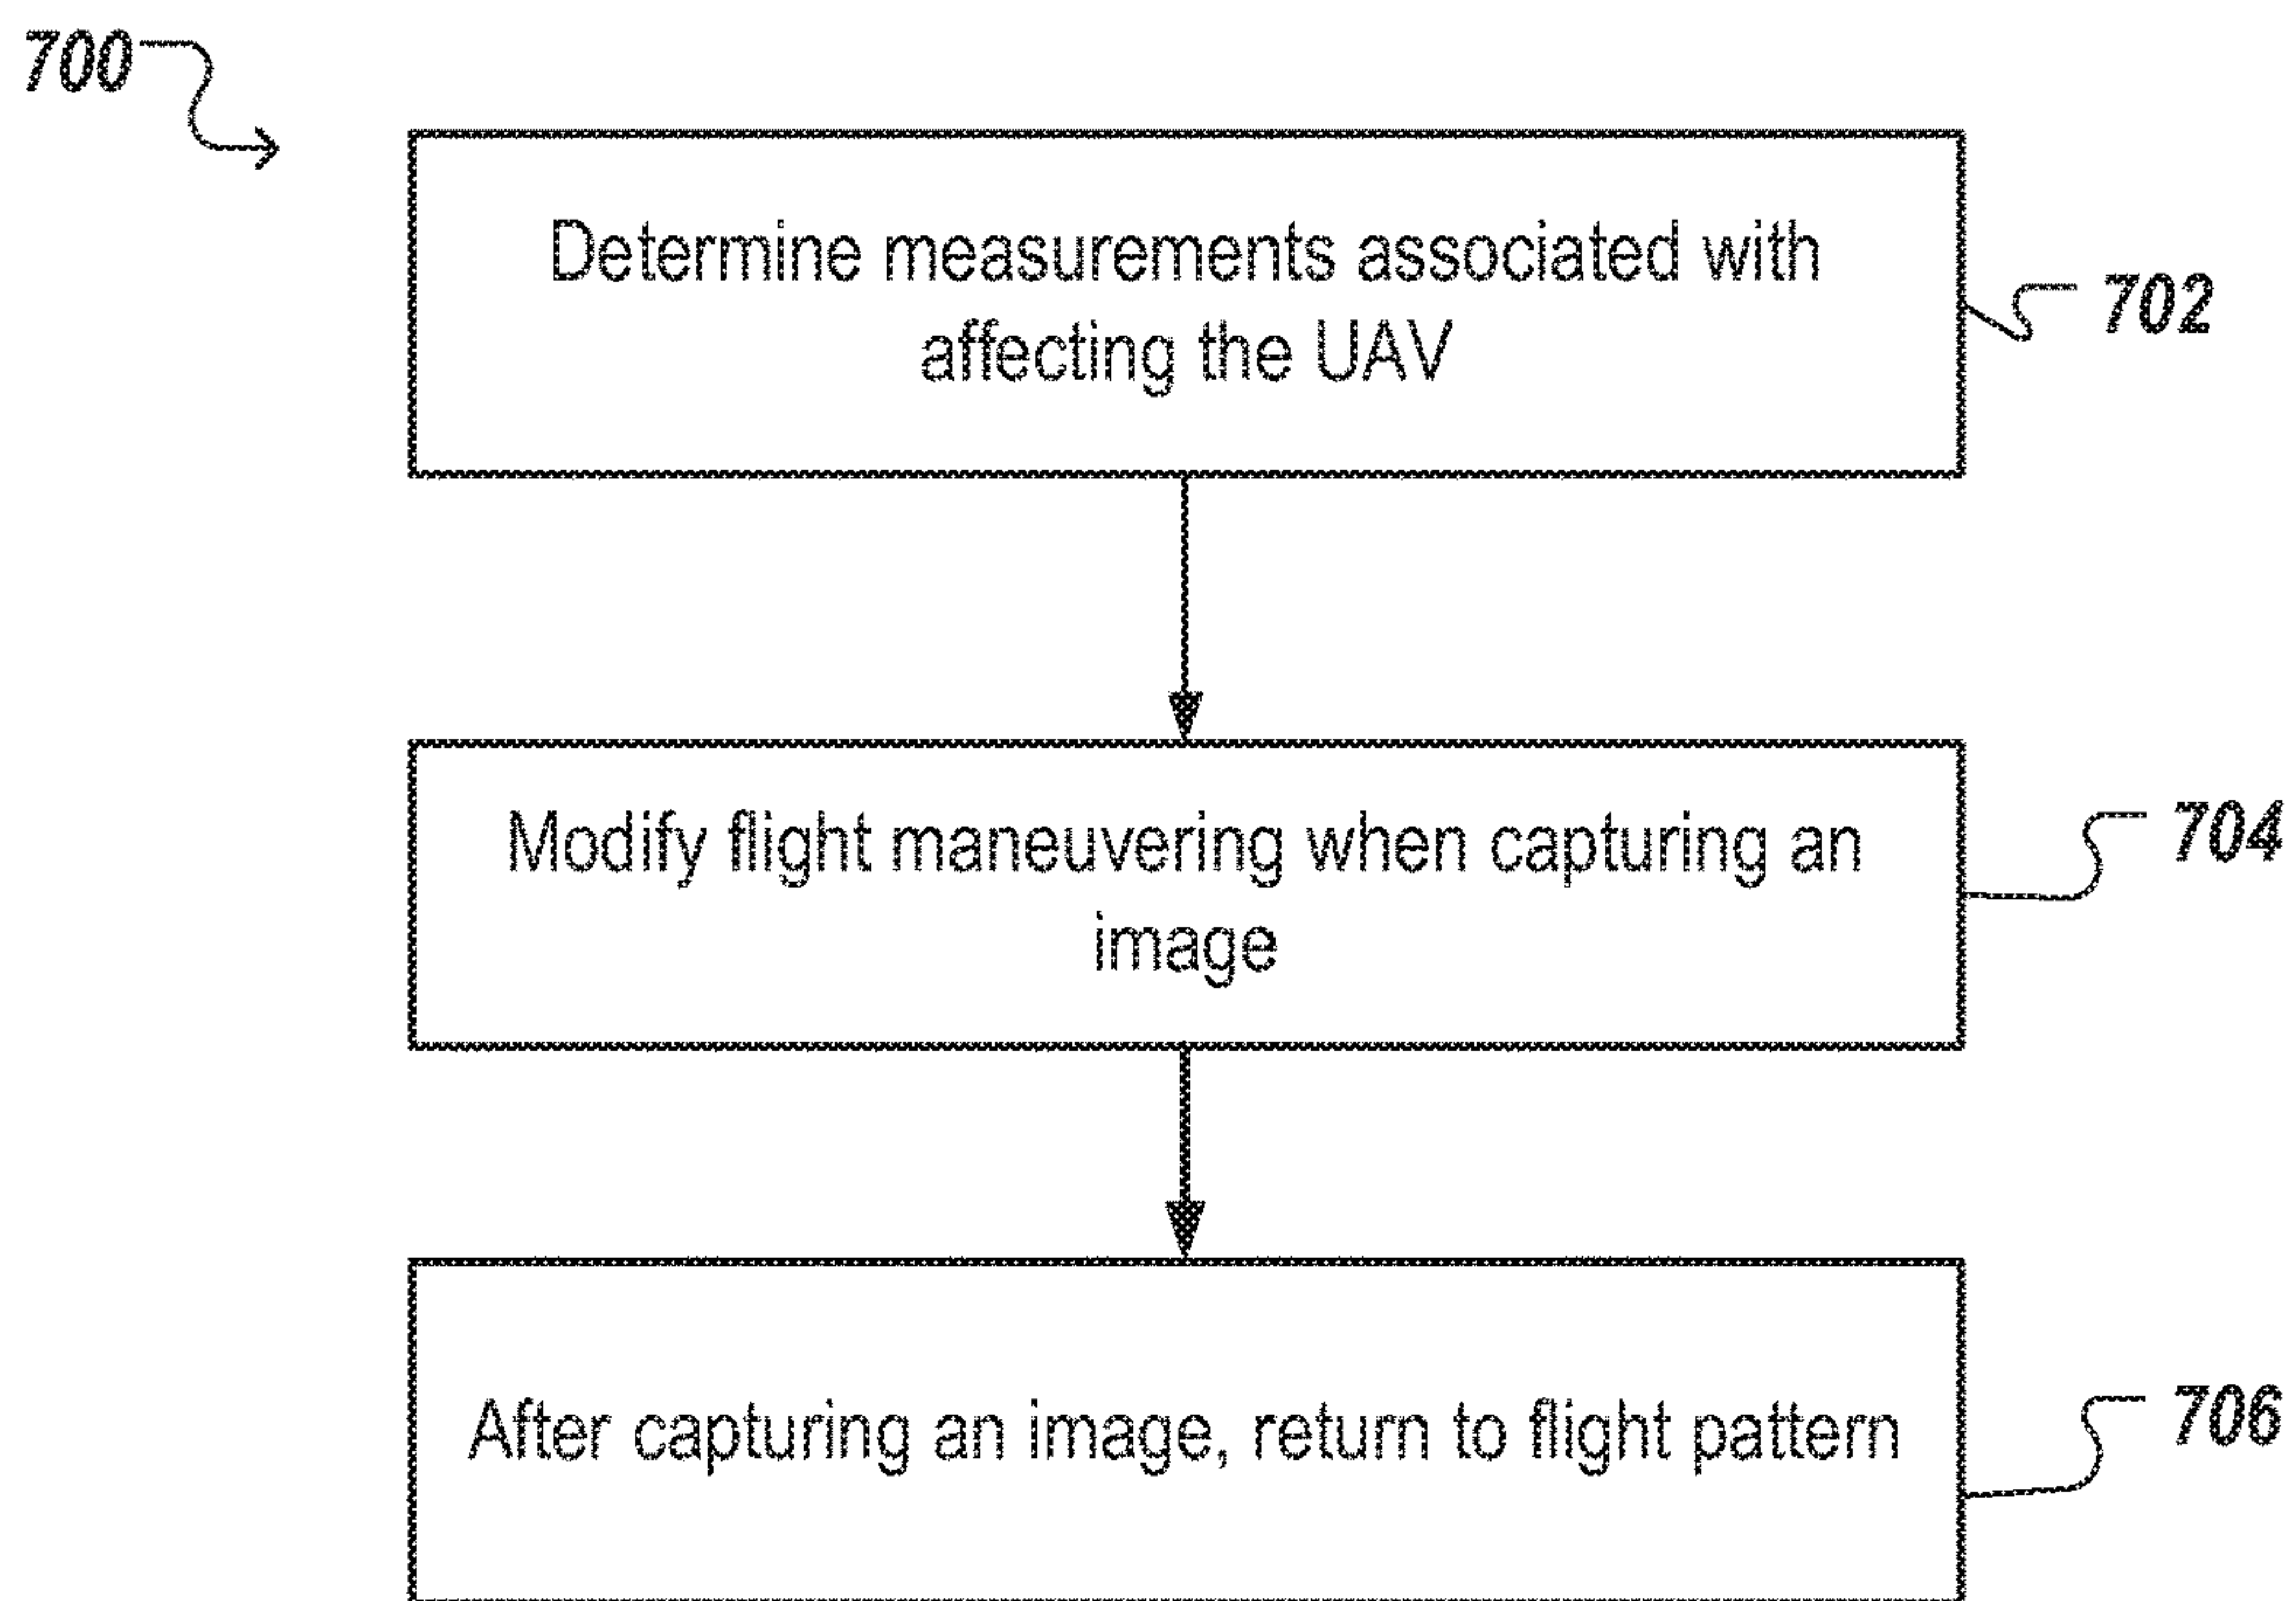 700
Determine measurements associated with
affecting the UAV
702
Modify flight maneuvering when capturing an
image
704
After capturing an image, return to flight pattern
706